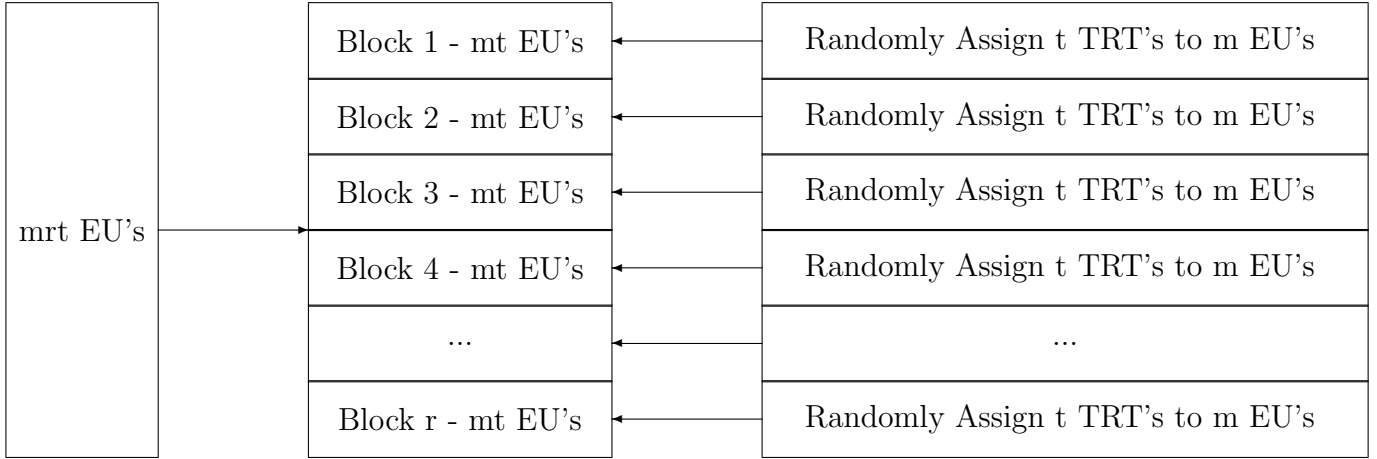 mrt EU's
Block 1 - mt EU's
Randomly Assign t TRT's to m EU's
Block 2 - mt EU's
Randomly Assign t TRT's to m EU's
Block 3 - mt EU's
Randomly Assign t TRT's to m EU's
Block 4 - mt EU's
Randomly Assign t TRT's to m EU's
...
...
Block r - mt EU's
Randomly Assign t TRT's to m EU's